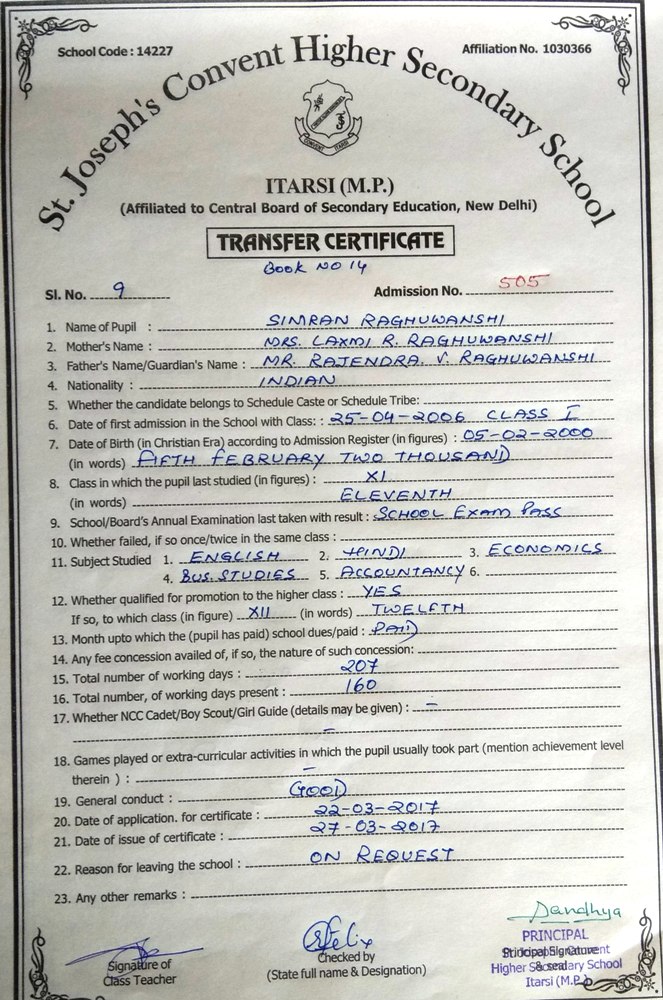 School Code : 14227
Affiliation No. 1030366
St. Joseph's Convent Higher Secondary School
ITARSI (M.P.)
(Affiliated to Central Board of Secondary Education, New Delhi)
TRANSFER CERTIFICATE
BOOK NO 14
Sl. No. 9 Admission No. 505
1. Name of Pupil : SIMRAN RAGHUWANSHI
2. Mother's Name : MRS. LAXMI R. RAGHUWANSHI
3. Father's Name/Guardian's Name : MR. RAJENDRA. V. RAGHUWANSHI
4. Nationality : INDIAN
5. Whether the candidate belongs to Schedule Caste or Schedule Tribe:
6. Date of first admission in the School with Class : 25-04-2006 CLASS I
7. Date of Birth (in Christian Era) according to Admission Register (in figures) : 05-02-2000
(in words) FIFTH FEBRUARY TWO THOUSAND
8. Class in which the pupil last studied (in figures) : XI
(in words) ELEVENTH
9. School/Board's Annual Examination last taken with result : SCHOOL EXAM PASS
10. Whether failed, if so once/twice in the same class :
11. Subject Studied 1. ENGLISH 2. HINDI 3. ECONOMICS
4. BUS. STUDIES 5. ACCOUNTANCY 6.
12. Whether qualified for promotion to the higher class : YES
If so, to which class (in figure) XII (in words) TWELFTH
13. Month upto which the (pupil has paid) school dues/paid : PAID
14. Any fee concession availed of, if so, the nature of such concession:
15. Total number of working days : 207
16. Total number, of working days present : 160
17. Whether NCC Cadet/Boy Scout/Girl Guide (details may be given) : –
–
18. Games played or extra-curricular activities in which the pupil usually took part (mention achievement level
therein ) : –
19. General conduct : GOOD
20. Date of application. for certificate : 22-03-2017
21. Date of issue of certificate : 27-03-2017
22. Reason for leaving the school : ON REQUEST
23. Any other remarks :
Signature of
Class Teacher
Felix
Checked by
(State full name & Designation)
Sandhya
PRINCIPAL
Principal Signature
& seal
Higher Secondary School
Itarsi (M.P.)